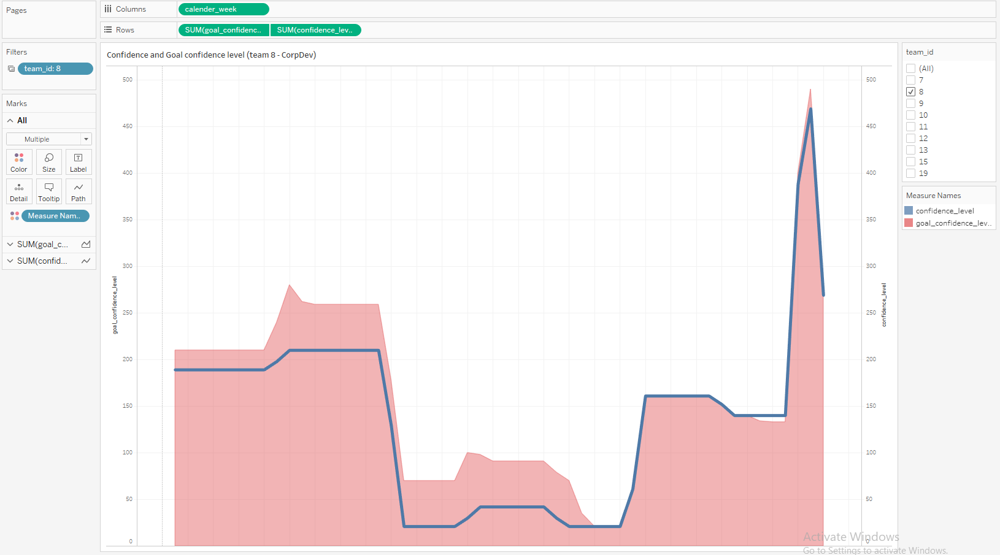 Pages
Columns
calender_week
Rows
SUM(goal_confidenc..
SUM(confidence_lev..
Filters
team_id: 8
Marks
All
Multiple
Color
Size
Label
Detail
Tooltip
Path
Measure Nam..
SUM(goal_c...
SUM(confid...
Confidence and Goal confidence level (team 8 - CorpDev)
goal_confidence_level
500
450
400
350
300
250
200
150
100
50
0
500
450
400
350
300
250
200
150
100
50
0
confidence_level
team_id
(All)
7
8
9
10
11
12
13
15
19
Measure Names
confidence_level
goal_confidence_lev..
Activate Windows
Go to Settings to activate Windows.